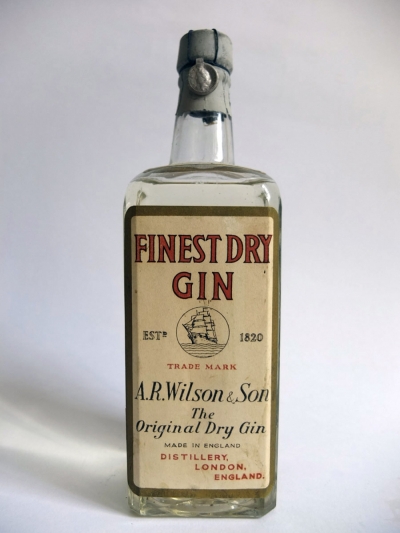 FINEST DRY
GIN
ESTD 1820
TRADE MARK
A.R.Wilson & Son
The
Original Dry Gin
MADE IN ENGLAND
DISTILLERY,
LONDON,
ENGLAND.